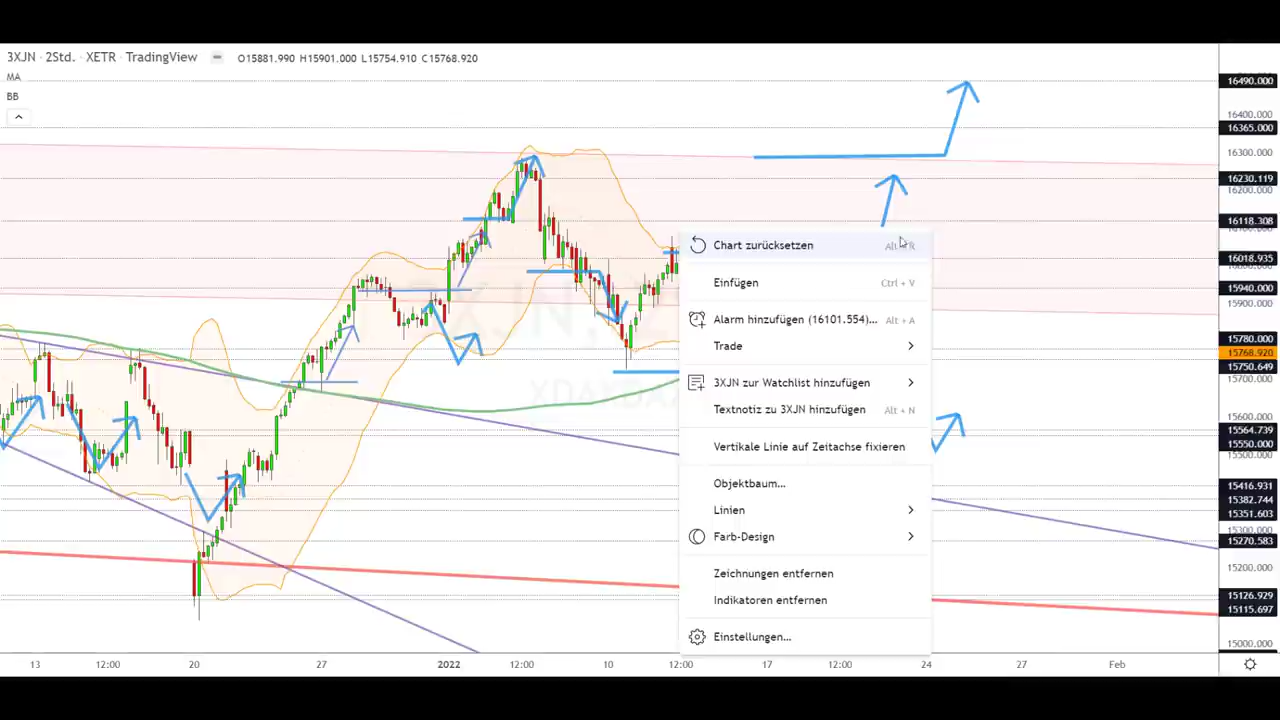 3XJN · 2Std. · XETR · TradingView
O15881.990 H15901.000 L15754.910 C15768.920
MA
BB
Chart zurücksetzen
Einfügen Ctrl + V
Alarm hinzufügen (16101.554)... Alt + A
Trade
3XJN zur Watchlist hinzufügen
Textnotiz zu 3XJN hinzufügen Alt + N
Vertikale Linie auf Zeitachse fixieren
Objektbaum...
Linien
Farb-Design
Zeichnungen entfernen
Indikatoren entfernen
Einstellungen...
16490.000
16400.000
16365.000
16300.000
16230.119
16200.000
16118.308
16018.935
15940.000
15900.000
15780.000
15768.920
15750.649
15700.000
15600.000
15564.739
15550.000
15500.000
15416.931
15382.744
15351.603
15300.000
15270.583
15200.000
15126.929
15115.697
15000.000
13 12:00 20 27 2022 12:00 10 12:00 17 12:00 24 27 Feb